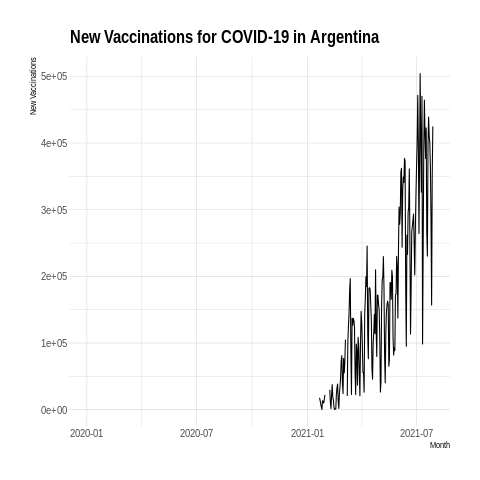 New Vaccinations for COVID-19 in Argentina
New Vaccinations
5e+05
4e+05
3e+05
2e+05
1e+05
0e+00
2020-01 2020-07 2021-01 2021-07
Month